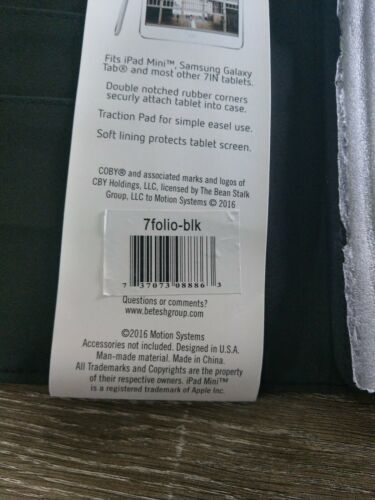 Fits iPad Mini™, Samsung Galaxy
Tab® and most other 7IN tablets.
Double notched rubber corners
securly attach tablet into case.
Traction Pad for simple easel use.
Soft lining protects tablet screen.
COBY® and associated marks and logos of
CBY Holdings, LLC, licensed by The Bean Stalk
Group, LLC to Motion Systems © 2016
7folio-blk
7 37073 08886 3
Questions or comments?
www.beteshgroup.com
©2016 Motion Systems
Accessories not included. Designed in U.S.A.
Man-made material. Made in China.
All Trademarks and Copyrights are the property
of their respective owners. iPad Mini™
is a registered trademark of Apple Inc.